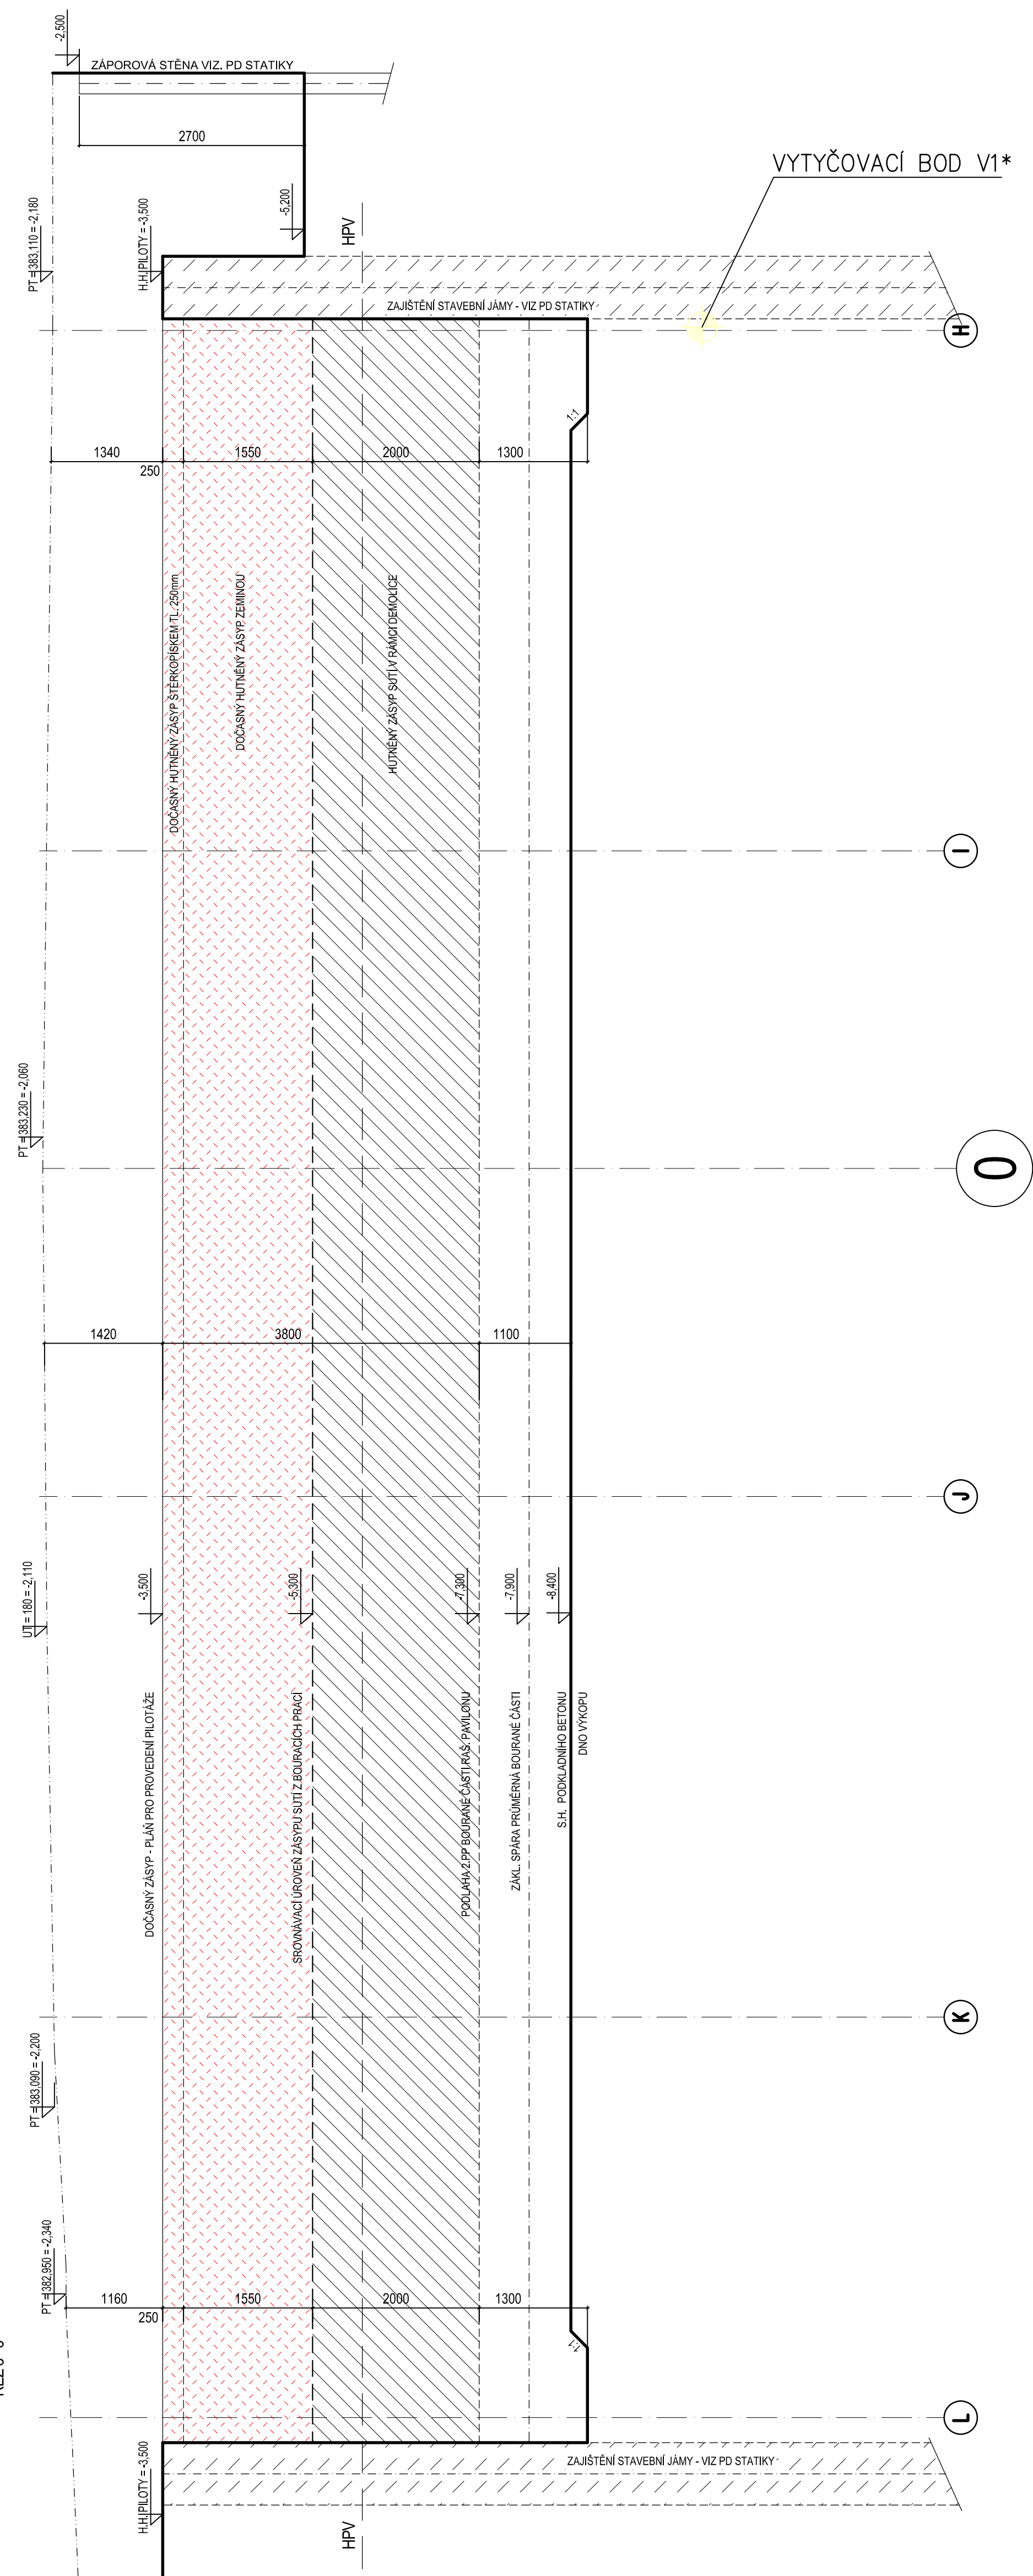 -2,500
ZÁPOROVÁ STĚNA VIZ. PD STATIKY
2700
VYTYČOVACÍ BOD V1*
PT = 383,110 = -2,180
H.H.PILOTY = -3,500
-5,200
HPV
ZAJIŠTĚNÍ STAVEBNÍ JÁMY - VIZ PD STATIKY
H
1:1
1340
250
1550
2000
1300
DOČASNÝ HUTNĚNÝ ZÁSYP ŠTĚRKOPÍSKEM TL. 250mm
DOČASNÝ HUTNĚNÝ ZÁSYP ZEMINOU
HUTNĚNÝ ZÁSYP SUTÍ V RÁMCI DEMOLICE
I
PT = 383,230 = -2,060
O
1420
3800
1100
J
UT = 180 = -2,110
-3,500
-5,300
-7,300
-7,900
-8,400
DOČASNÝ ZÁSYP - PLÁŇ PRO PROVEDENÍ PILOTÁŽE
SROVNÁVACÍ ÚROVEŇ ZÁSYPU SUTÍ Z BOURACÍCH PRACÍ
PODLAHA 2.PP BOURANÉ ČÁSTI RAŠ. PAVILONU
ZÁKL. SPÁRA PRŮMĚRNÁ BOURANÉ ČÁSTI
S.H. PODKLADNÍHO BETONU
DNO VÝKOPU
K
PT = 383,090 = -2,200
PT = 382,950 = -2,340
1160
250
1550
2000
1300
1:1
L
H.H.PILOTY = -3,500
ZAJIŠTĚNÍ STAVEBNÍ JÁMY - VIZ PD STATIKY
HPV